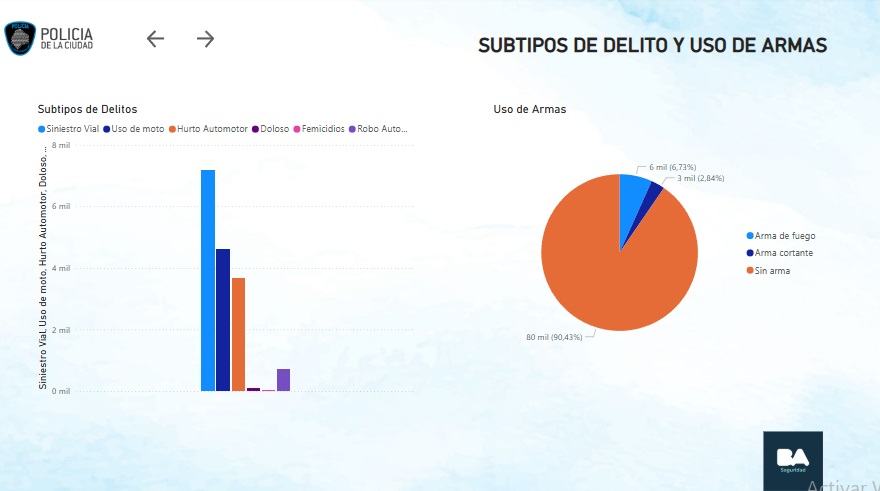 POLICIA
POLICIA
DE LA CIUDAD
SUBTIPOS DE DELITO Y USO DE ARMAS
Subtipos de Delitos
Siniestro Vial Uso de moto Hurto Automotor Doloso Femicidios Robo Auto...
Siniestro Vial, Uso de moto, Hurto Automotor, Doloso, ...
8 mil
6 mil
4 mil
2 mil
0 mil
Uso de Armas
6 mil (6,73%)
3 mil (2,84%)
80 mil (90,43%)
Arma de fuego
Arma cortante
Sin arma
BA
Seguridad
Activar